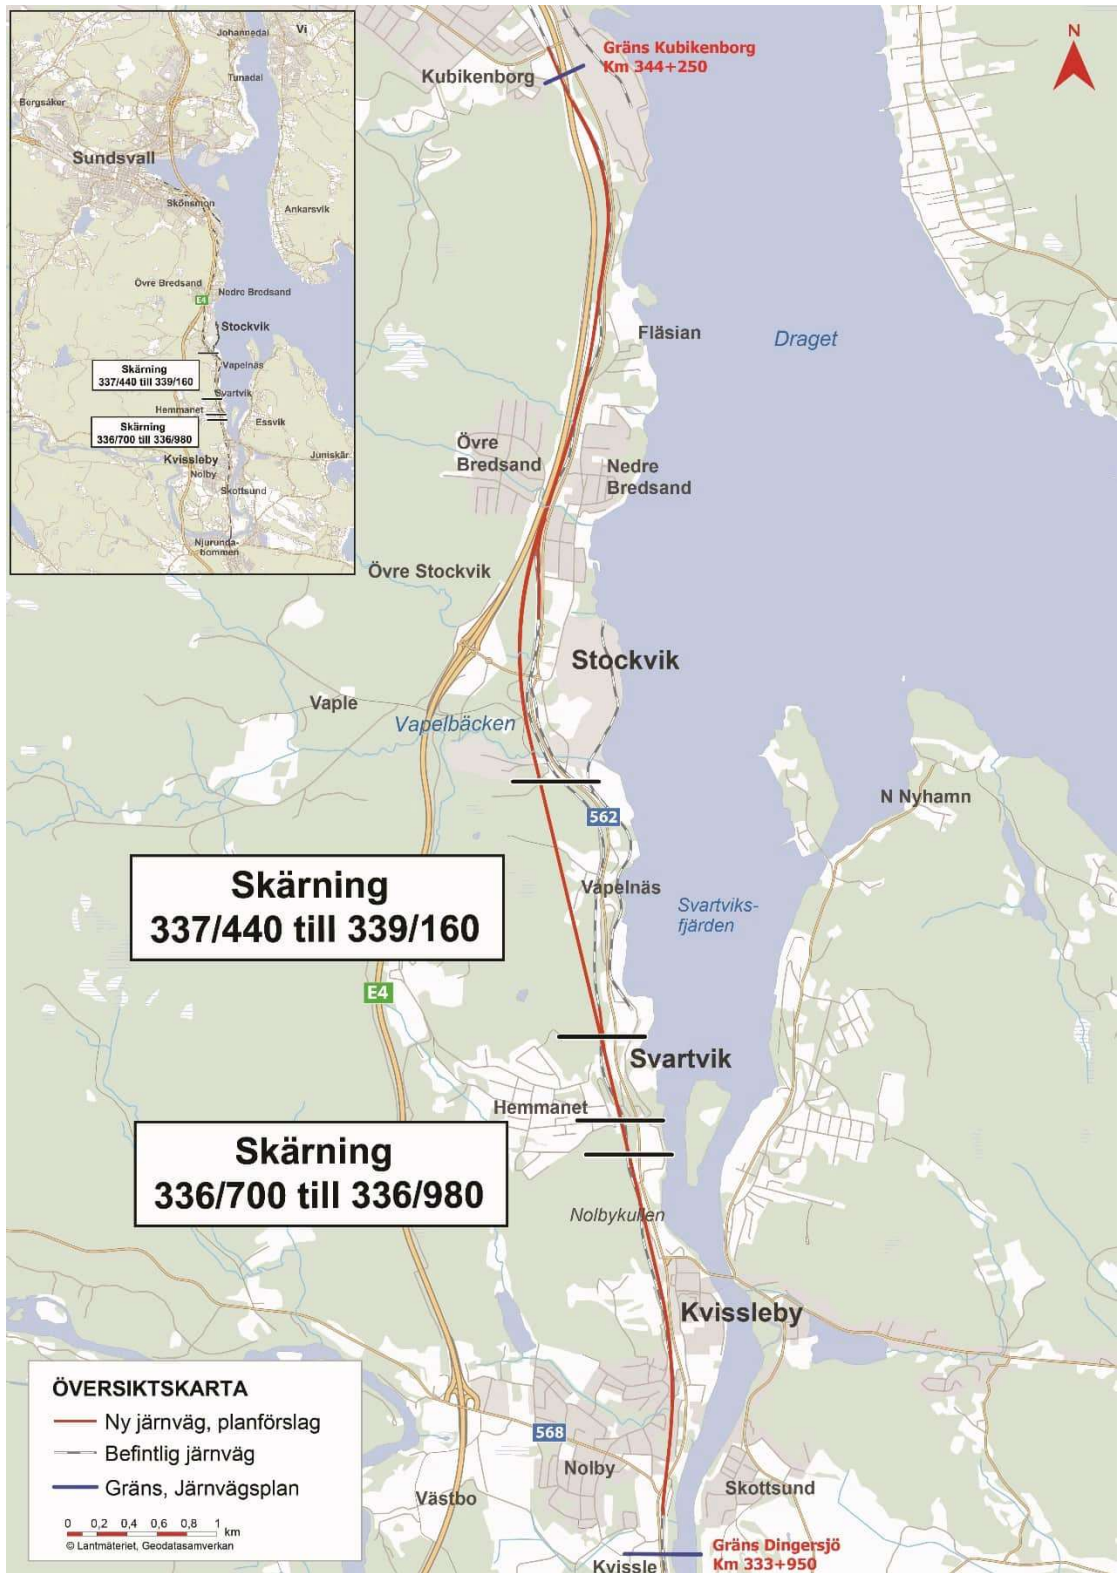 Johannedal
Vi
Tunadal
Bergsåker
Sundsvall
Skönsmon
Ankarsvik
Övre Bredsand
Nedre Bredsand
E4
Stockvik
Skärning
337/440 till 339/160
Vapelnäs
Svartvik
Hemmanet
Skärning
336/700 till 336/980
Essvik
Kvissleby
Nolby
Juniskär
Skottsund
Njurunda-
bommen
Gräns Kubikenborg
Km 344+250
N
Kubikenborg
Fläsian
Draget
Övre
Bredsand
Nedre
Bredsand
Övre Stockvik
Stockvik
Vaple
Vapelbäcken
N Nyhamn
562
Skärning
337/440 till 339/160
Vapelnäs
Svartviks-
fjärden
E4
Svartvik
Hemmanet
Skärning
336/700 till 336/980
Nolbykullen
Kvissleby
ÖVERSIKTSKARTA
Ny järnväg, planförslag
Befintlig järnväg
Gräns, Järnvägsplan
0 0,2 0,4 0,6 0,8 1
km
© Lantmäteriet, Geodatasamverkan
568
Nolby
Västbo
Skottsund
Kvissle
Gräns Dingersjö
Km 333+950